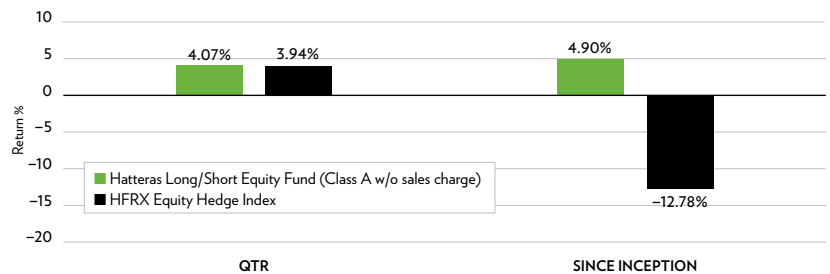 10
4.07%
3.94%
4.90%
5
0
Return %
–5
–10
Hatteras Long/Short Equity Fund (Class A w/o sales charge)
HFRX Equity Hedge Index
–15
–12.78%
–20
QTR
SINCE INCEPTION